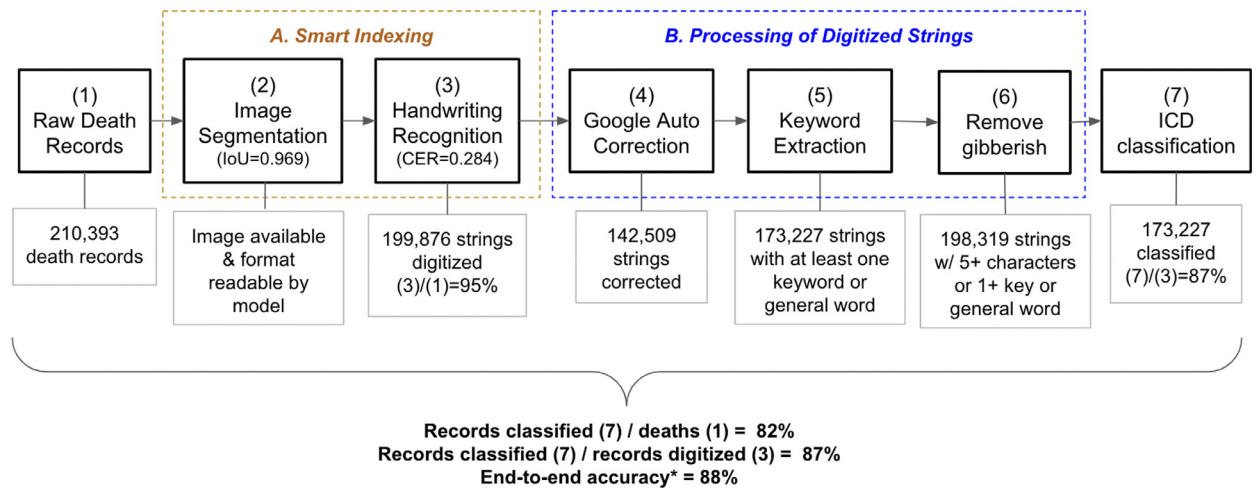 A. Smart Indexing
B. Processing of Digitized Strings
(1)
Raw Death
Records
(2)
Image
Segmentation
(IoU=0.969)
(3)
Handwriting
Recognition
(CER=0.284)
(4)
Google Auto
Correction
(5)
Keyword
Extraction
(6)
Remove
gibberish
(7)
ICD
classification
210,393
death records
Image available
& format
readable by
model
199,876 strings
digitized
(3)/(1)=95%
142,509
strings
corrected
173,227 strings
with at least one
keyword or
general word
198,319 strings
w/ 5+ characters
or 1+ key or
general word
173,227
classified
(7)/(3)=87%
Records classified (7) / deaths (1) = 82%
Records classified (7) / records digitized (3) = 87%
End-to-end accuracy* = 88%